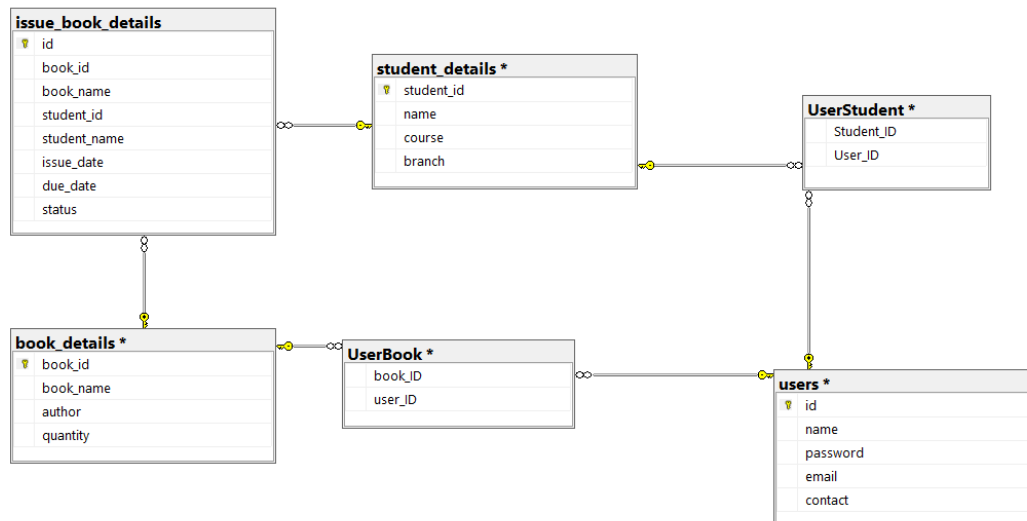 issue_book_details
id
book_id
book_name
student_id
student_name
issue_date
due_date
status
student_details *
student_id
name
course
branch
UserStudent *
Student_ID
User_ID
book_details *
book_id
book_name
author
quantity
UserBook *
book_ID
user_ID
users *
id
name
password
email
contact